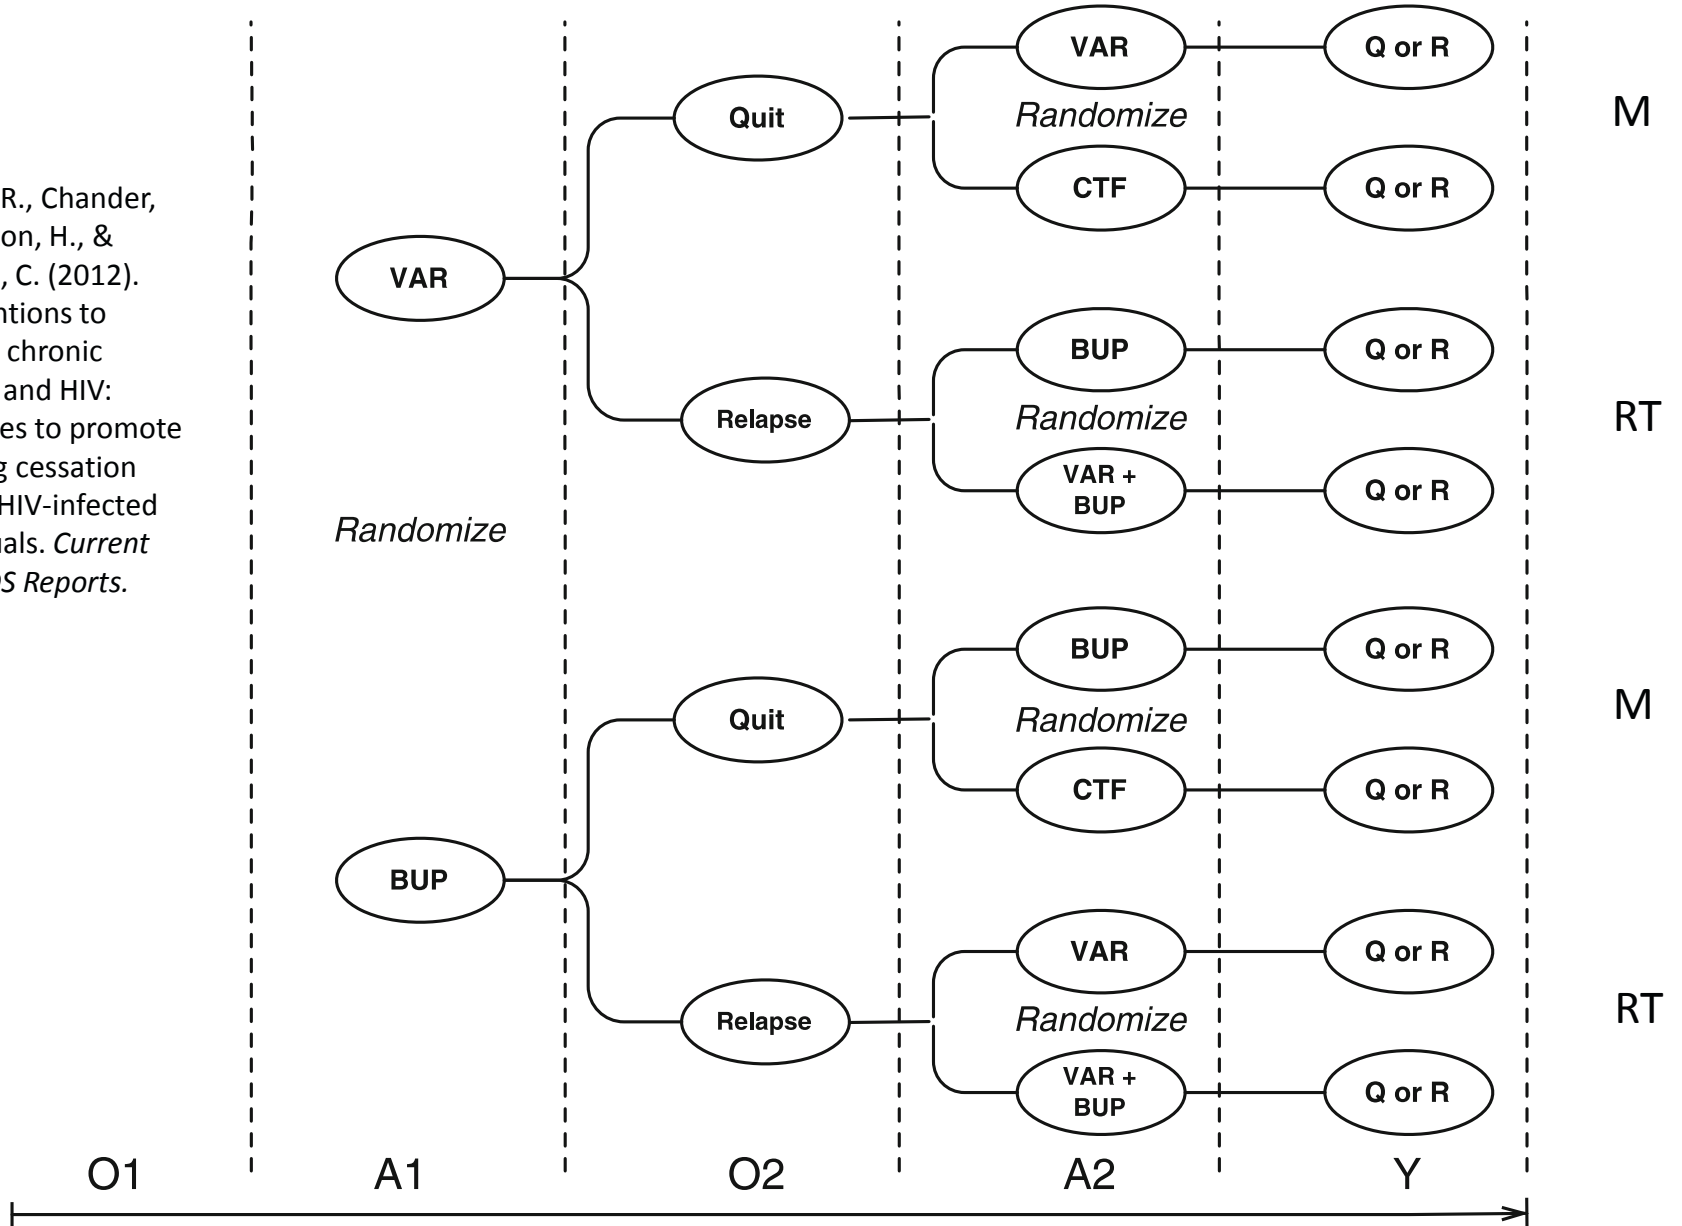 R., Chander,
on, H., &
, C. (2012).
ntions to
chronic
and HIV:
es to promote
g cessation
HIV-infected
uals. Current
OS Reports.
VAR
Randomize
BUP
Quit
Relapse
Quit
Relapse
VAR
Randomize
CTF
BUP
Randomize
VAR +
BUP
BUP
Randomize
CTF
VAR
Randomize
VAR +
BUP
Q or R
Q or R
Q or R
Q or R
Q or R
Q or R
Q or R
Q or R
M
RT
M
RT
O1 A1 O2 A2 Y